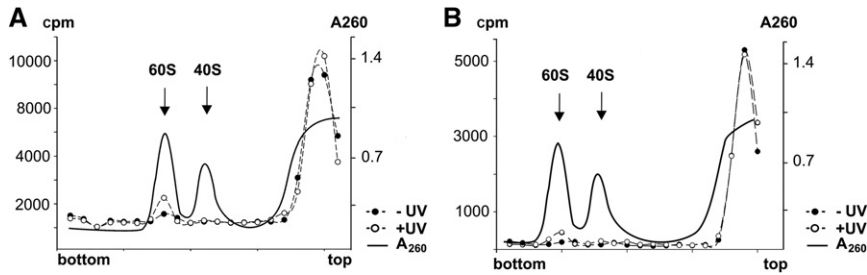 A
cpm
A260
10000
8000
4000
2000
1.4
0.7
60S
40S
bottom
top
- UV
+UV
A260
B
cpm
A260
5000
3000
1000
1.4
0.7
60S
40S
bottom
top
- UV
+UV
A260